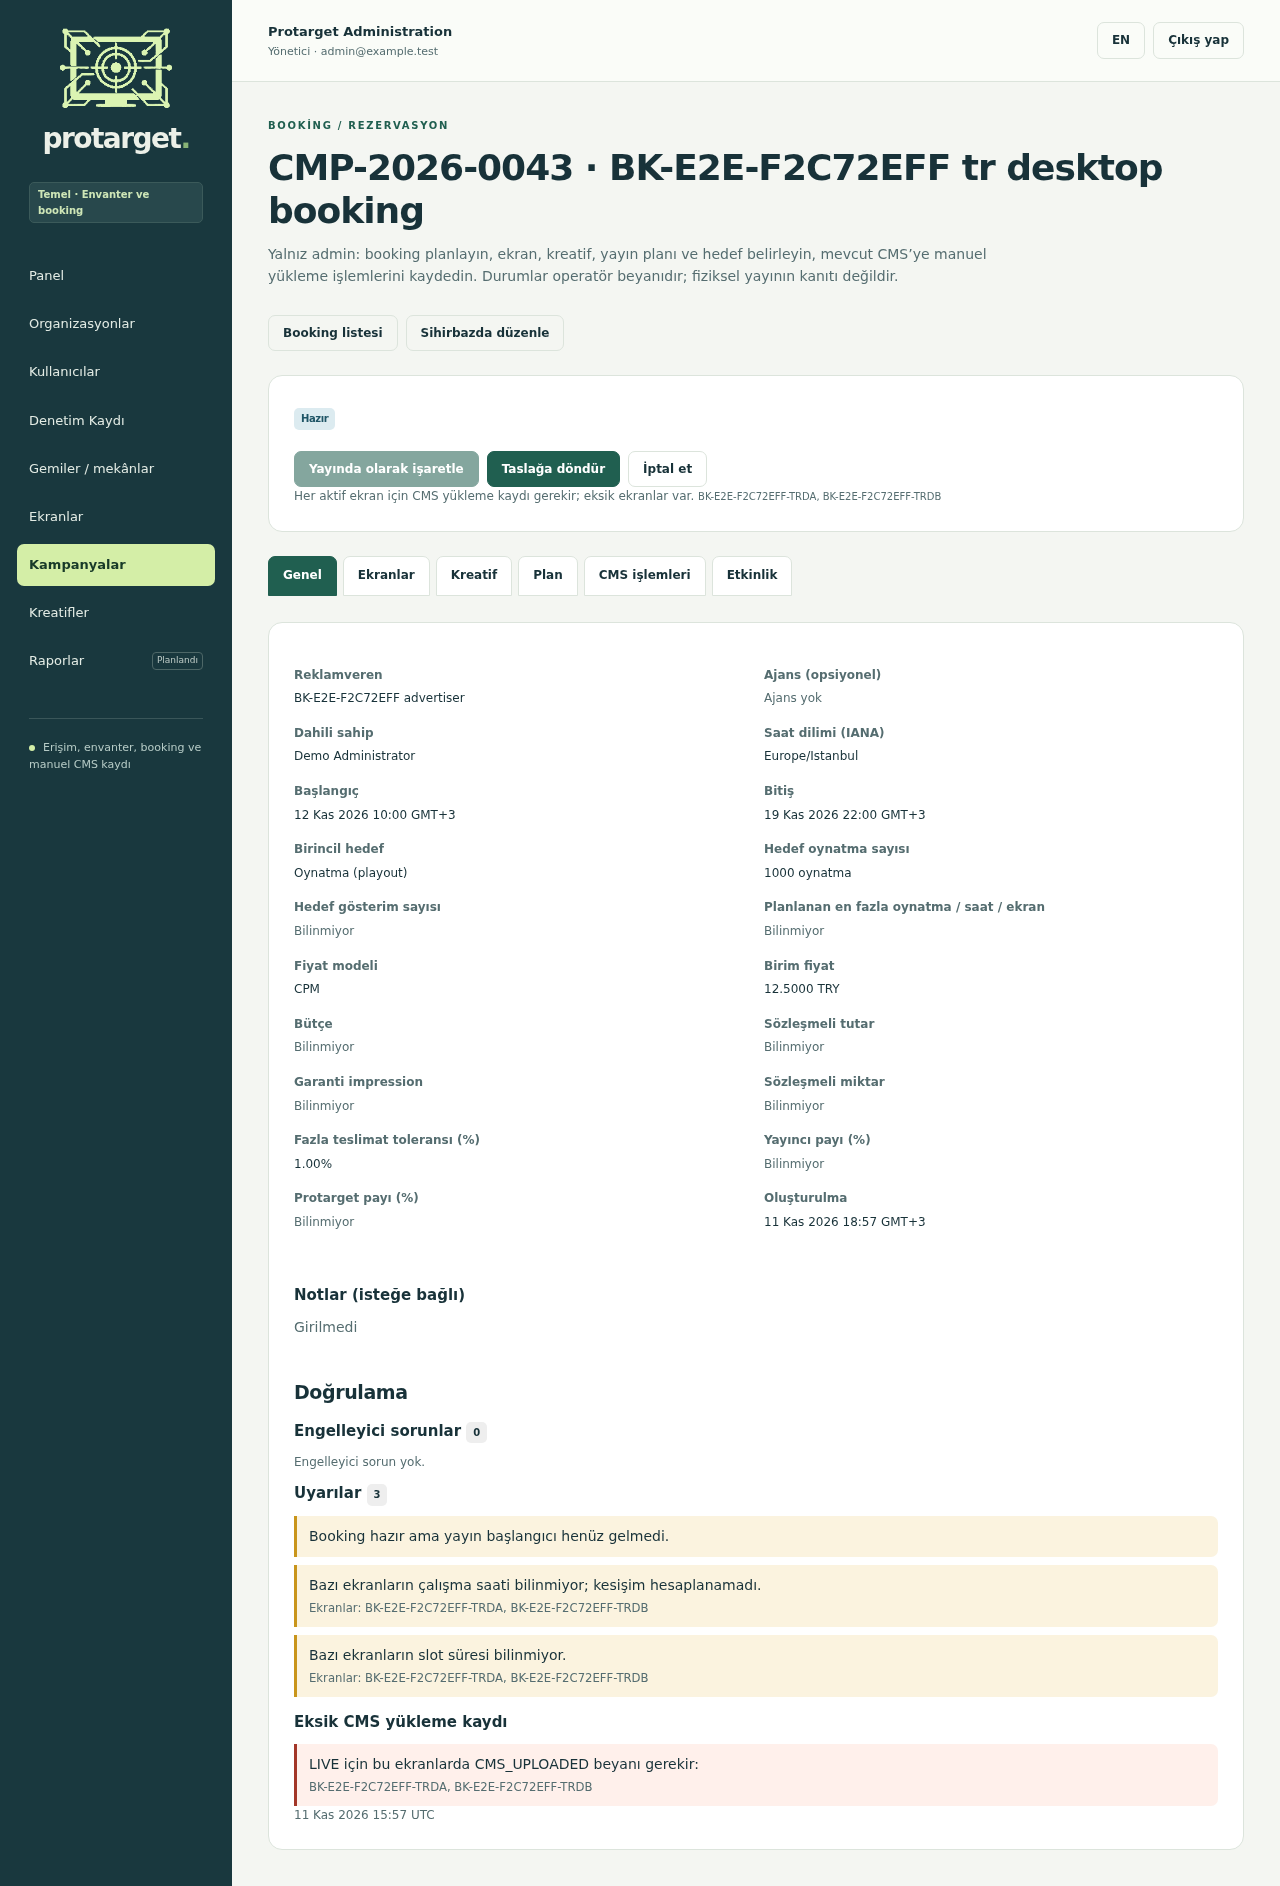 protarget.
Temel · Envanter ve
booking
Panel
Organizasyonlar
Kullanıcılar
Denetim Kaydı
Gemiler / mekânlar
Ekranlar
Kampanyalar
Kreatifler
Raporlar Planlandı
Erişim, envanter, booking ve
manuel CMS kaydı
Protarget Administration
Yönetici · admin@example.test
EN
Çıkış yap
BOOKİNG / REZERVASYON
CMP-2026-0043 · BK-E2E-F2C72EFF tr desktop
booking
Yalnız admin: booking planlayın, ekran, kreatif, yayın planı ve hedef belirleyin, mevcut CMS’ye manuel
yükleme işlemlerini kaydedin. Durumlar operatör beyanıdır; fiziksel yayının kanıtı değildir.
Booking listesi Sihirbazda düzenle
Hazır
Yayında olarak işaretle Taslağa döndür İptal et
Her aktif ekran için CMS yükleme kaydı gerekir; eksik ekranlar var. BK-E2E-F2C72EFF-TRDA, BK-E2E-F2C72EFF-TRDB
Genel Ekranlar Kreatif Plan CMS işlemleri Etkinlik
Reklamveren Ajans (opsiyonel)
BK-E2E-F2C72EFF advertiser Ajans yok
Dahili sahip Saat dilimi (IANA)
Demo Administrator Europe/Istanbul
Başlangıç Bitiş
12 Kas 2026 10:00 GMT+3 19 Kas 2026 22:00 GMT+3
Birincil hedef Hedef oynatma sayısı
Oynatma (playout) 1000 oynatma
Hedef gösterim sayısı Planlanan en fazla oynatma / saat / ekran
Bilinmiyor Bilinmiyor
Fiyat modeli Birim fiyat
CPM 12.5000 TRY
Bütçe Sözleşmeli tutar
Bilinmiyor Bilinmiyor
Garanti impression Sözleşmeli miktar
Bilinmiyor Bilinmiyor
Fazla teslimat toleransı (%) Yayıncı payı (%)
1.00% Bilinmiyor
Protarget payı (%) Oluşturulma
Bilinmiyor 11 Kas 2026 18:57 GMT+3
Notlar (isteğe bağlı)
Girilmedi
Doğrulama
Engelleyici sorunlar 0
Engelleyici sorun yok.
Uyarılar 3
Booking hazır ama yayın başlangıcı henüz gelmedi.
Bazı ekranların çalışma saati bilinmiyor; kesişim hesaplanamadı.
Ekranlar: BK-E2E-F2C72EFF-TRDA, BK-E2E-F2C72EFF-TRDB
Bazı ekranların slot süresi bilinmiyor.
Ekranlar: BK-E2E-F2C72EFF-TRDA, BK-E2E-F2C72EFF-TRDB
Eksik CMS yükleme kaydı
LIVE için bu ekranlarda CMS_UPLOADED beyanı gerekir:
BK-E2E-F2C72EFF-TRDA, BK-E2E-F2C72EFF-TRDB
11 Kas 2026 15:57 UTC